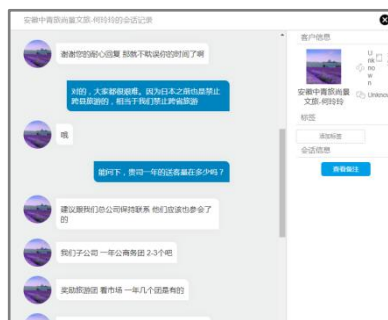 安徽中青旅尚量文旅-何玲玲的会话记录
谢谢您的耐心回复 那就不耽误你的时间了啊
对的，大家都很艰难。因为日本之前也是禁止
跨县旅游的，相当于我们禁止跨省旅游
哦
能问下，贵司一年的送客量在多少吗？
建议跟我们总公司保持联系 他们应该也参会了
的
我们子公司 一年公商务团 2-3个吧
奖励旅游团 看市场 一年几个团是有的
客户信息
安徽中青旅尚量
文旅-何玲玲
U
nk
no
w
n
Unknow
标签
添加标签
会话信息
查看备注